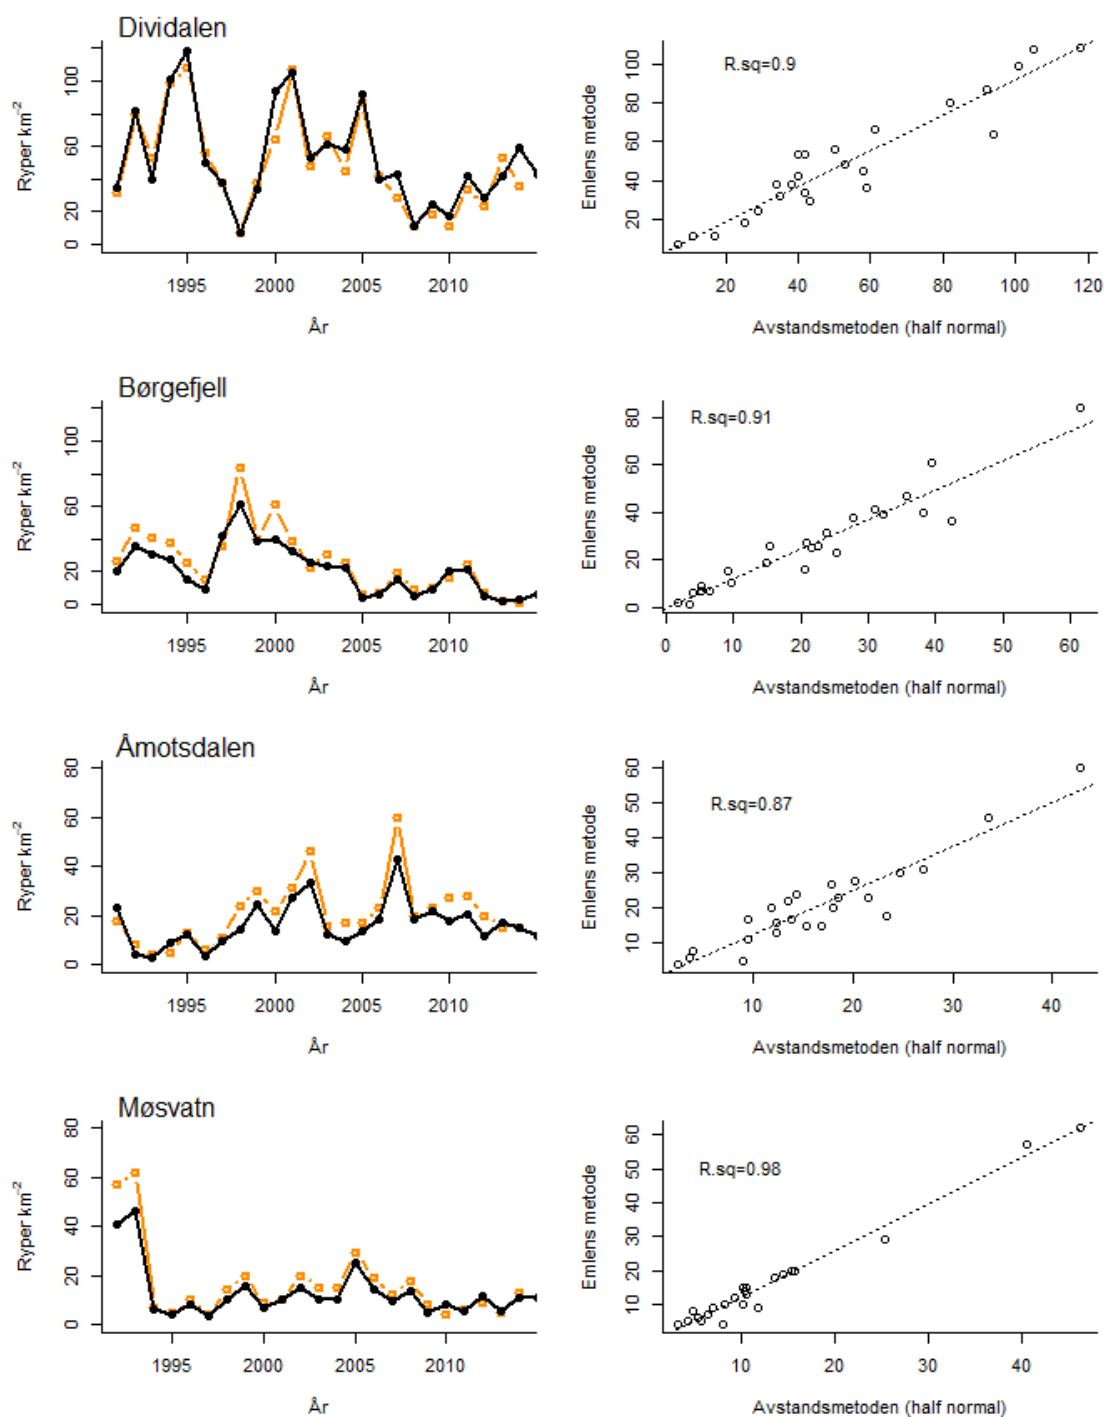 Dividalen
Ryper km⁻²
0 20 60 100
1995 2000 2005 2010
År
R.sq=0.9
Emlens metode
20 40 60 80 100
20 40 60 80 100 120
Avstandsmetoden (half normal)
Børgefjell
Ryper km⁻²
0 20 60 100
1995 2000 2005 2010
År
R.sq=0.91
Emlens metode
0 20 40 60 80
0 10 20 30 40 50 60
Avstandsmetoden (half normal)
Åmotsdalen
Ryper km⁻²
0 20 40 60 80
1995 2000 2005 2010
År
R.sq=0.87
Emlens metode
10 20 30 40 50 60
10 20 30 40
Avstandsmetoden (half normal)
Møsvatn
Ryper km⁻²
0 20 40 60 80
1995 2000 2005 2010
År
R.sq=0.98
Emlens metode
10 20 30 40 50 60
10 20 30 40
Avstandsmetoden (half normal)